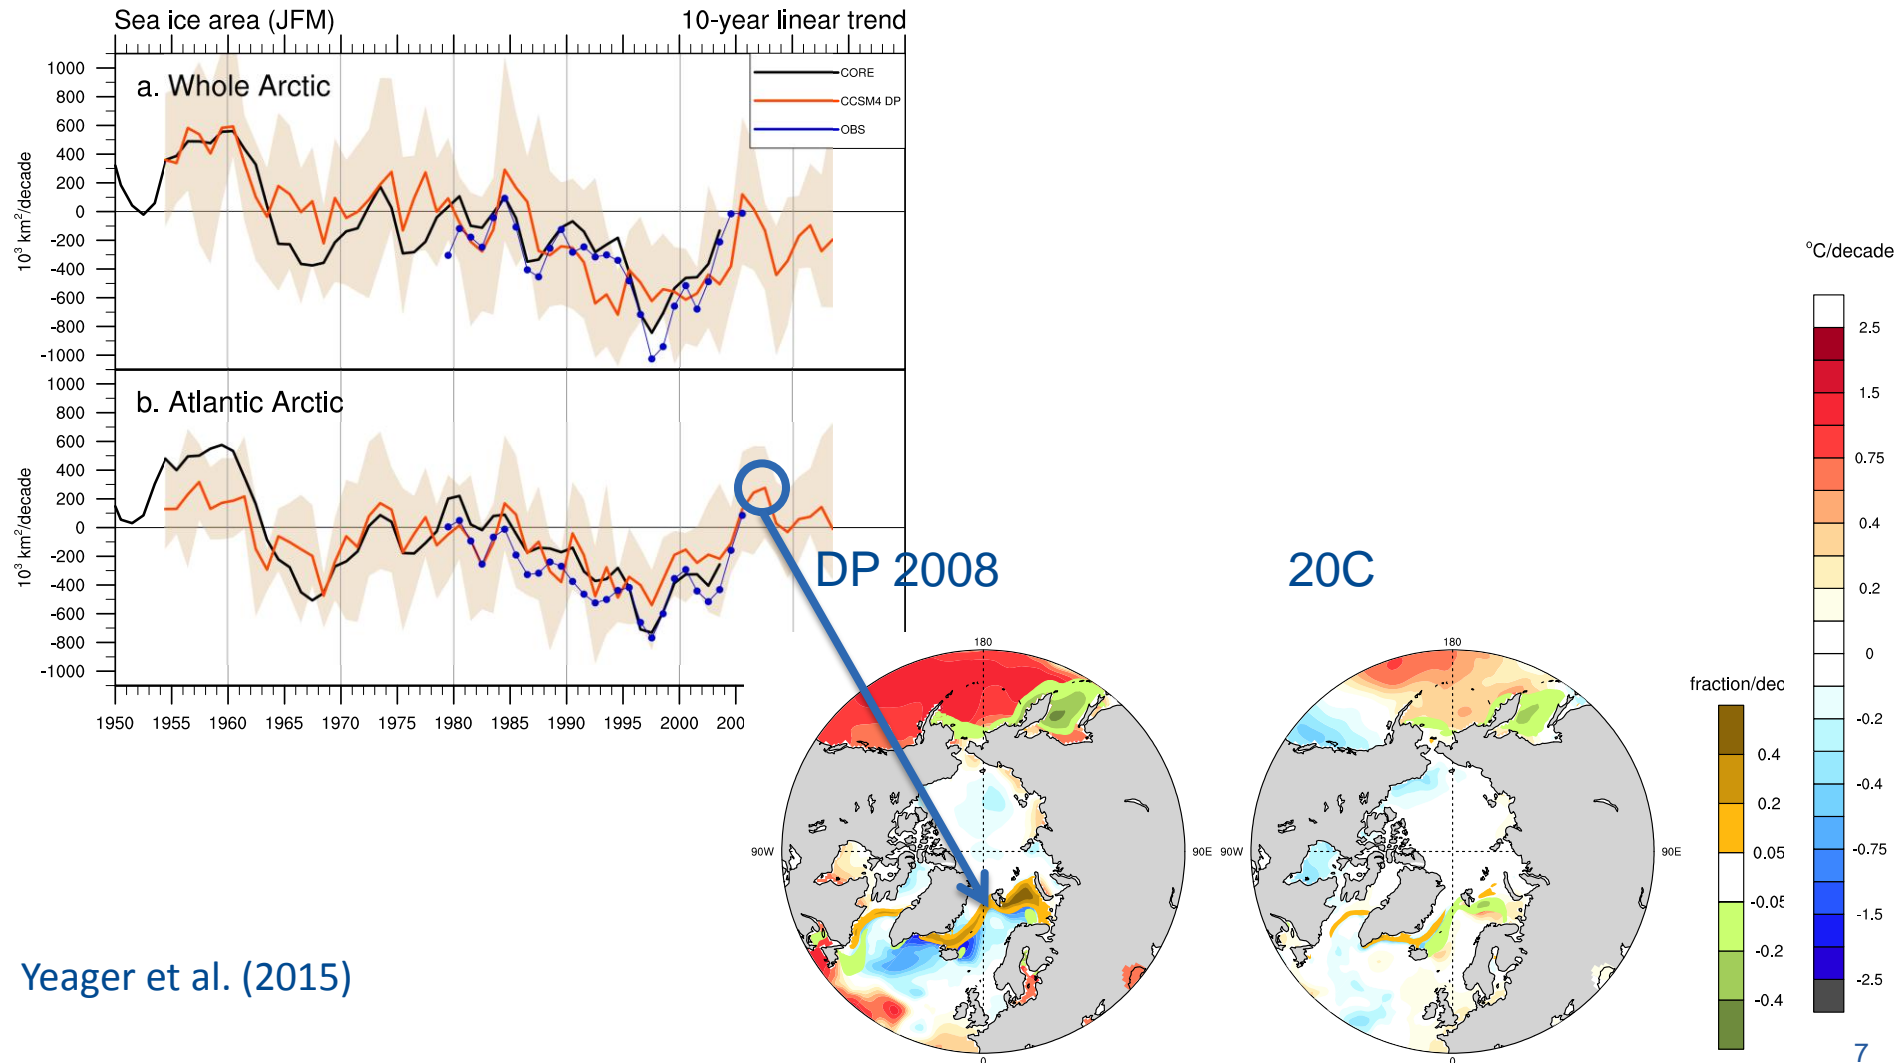 Sea ice area (JFM) 10-year linear trend
a. Whole Arctic
CORE
CCSM4 DP
OBS
1000
800
600
400
200
0
-200
-400
-600
-800
-1000
10³ km²/decade
b. Atlantic Arctic
1000
800
600
400
200
0
-200
-400
-600
-800
-1000
10³ km²/decade
1950 1955 1960 1965 1970 1975 1980 1985 1990 1995 2000 200
DP 2008
20C
180
90W
90E
0
180
90W
90E
0
fraction/dec
0.4
0.2
0.05
-0.05
-0.2
-0.4
°C/decade
2.5
1.5
0.75
0.4
0.2
0
-0.2
-0.4
-0.75
-1.5
-2.5
Yeager et al. (2015)
7